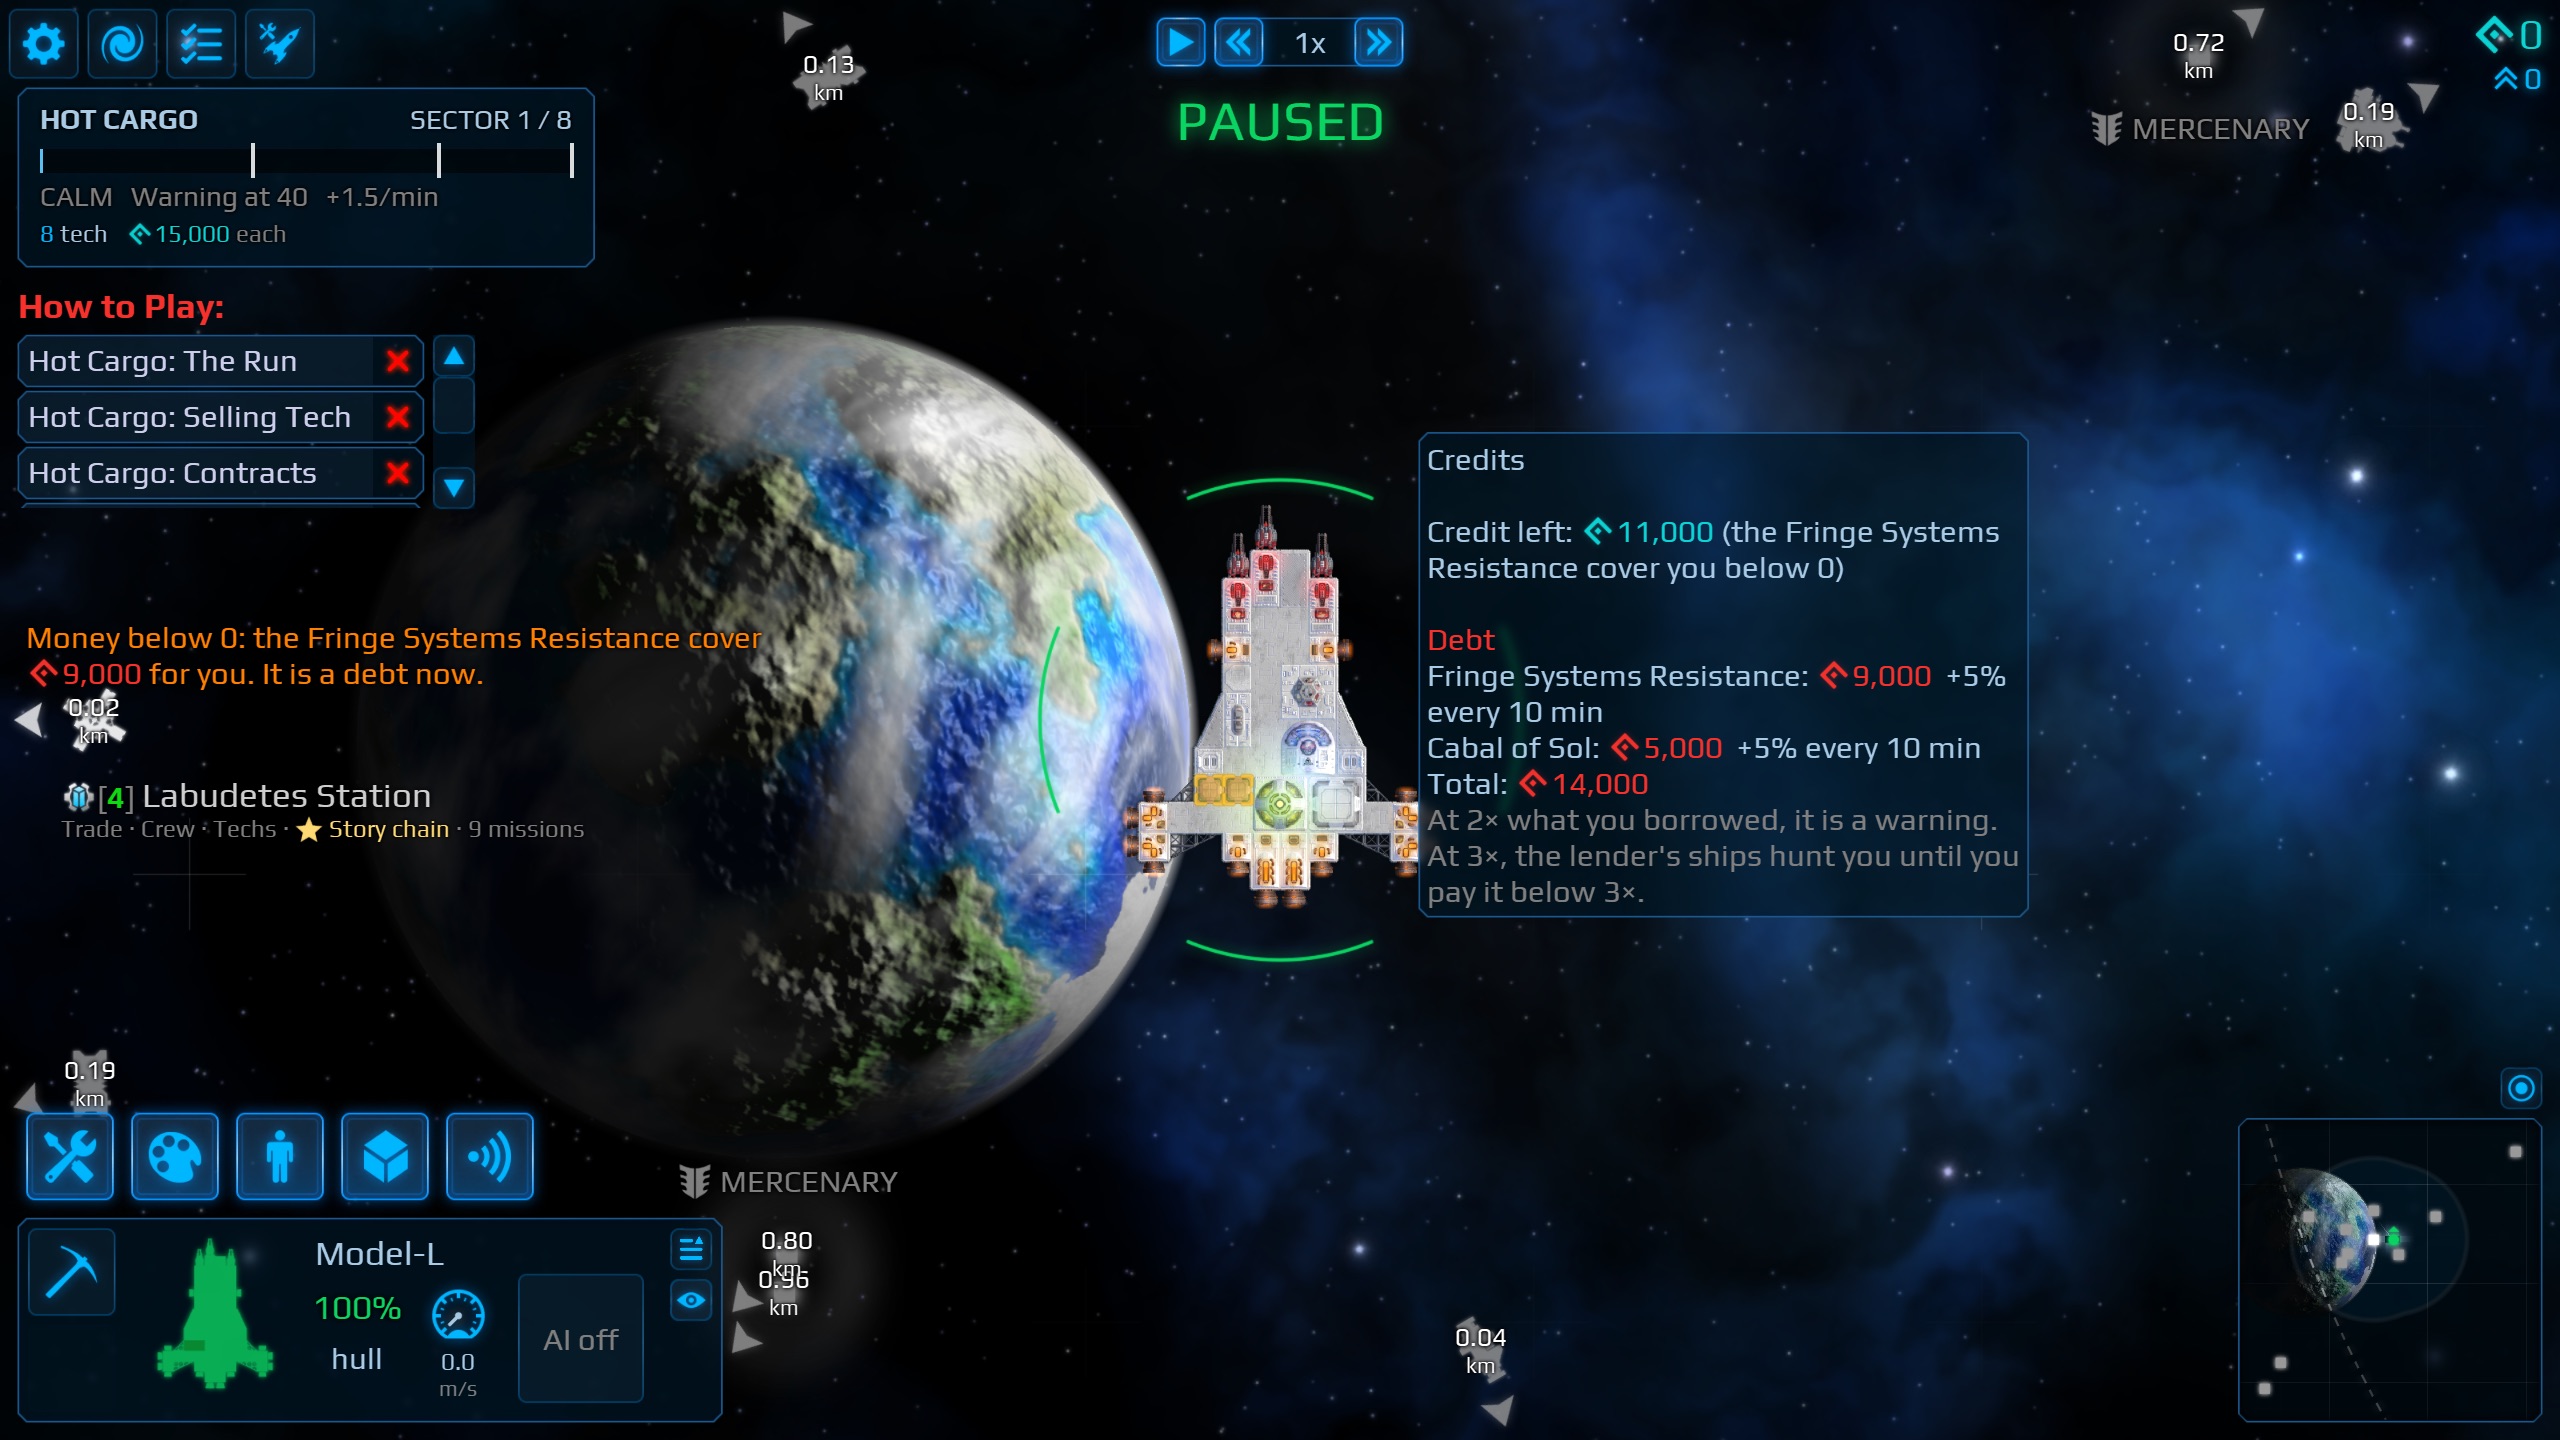 1x
PAUSED
0
0
0.13
km
0.72
km
0.19
km
MERCENARY
HOT CARGO
SECTOR 1 / 8
CALM Warning at 40 +1.5/min
8 tech 15,000 each
How to Play:
Hot Cargo: The Run
Hot Cargo: Selling Tech
Hot Cargo: Contracts
Credits
Credit left: 11,000 (the Fringe Systems
Resistance cover you below 0)
Debt
Fringe Systems Resistance: 9,000 +5%
every 10 min
Cabal of Sol: 5,000 +5% every 10 min
Total: 14,000
At 2× what you borrowed, it is a warning.
At 3×, the lender's ships hunt you until you
pay it below 3×.
Money below 0: the Fringe Systems Resistance cover
9,000 for you. It is a debt now.
0.02
km
[4] Labudetes Station
Trade · Crew · Techs · Story chain · 9 missions
0.19
km
MERCENARY
0.80
km
0.96
km
0.04
km
Model-L
100%
hull
0.0
m/s
AI off